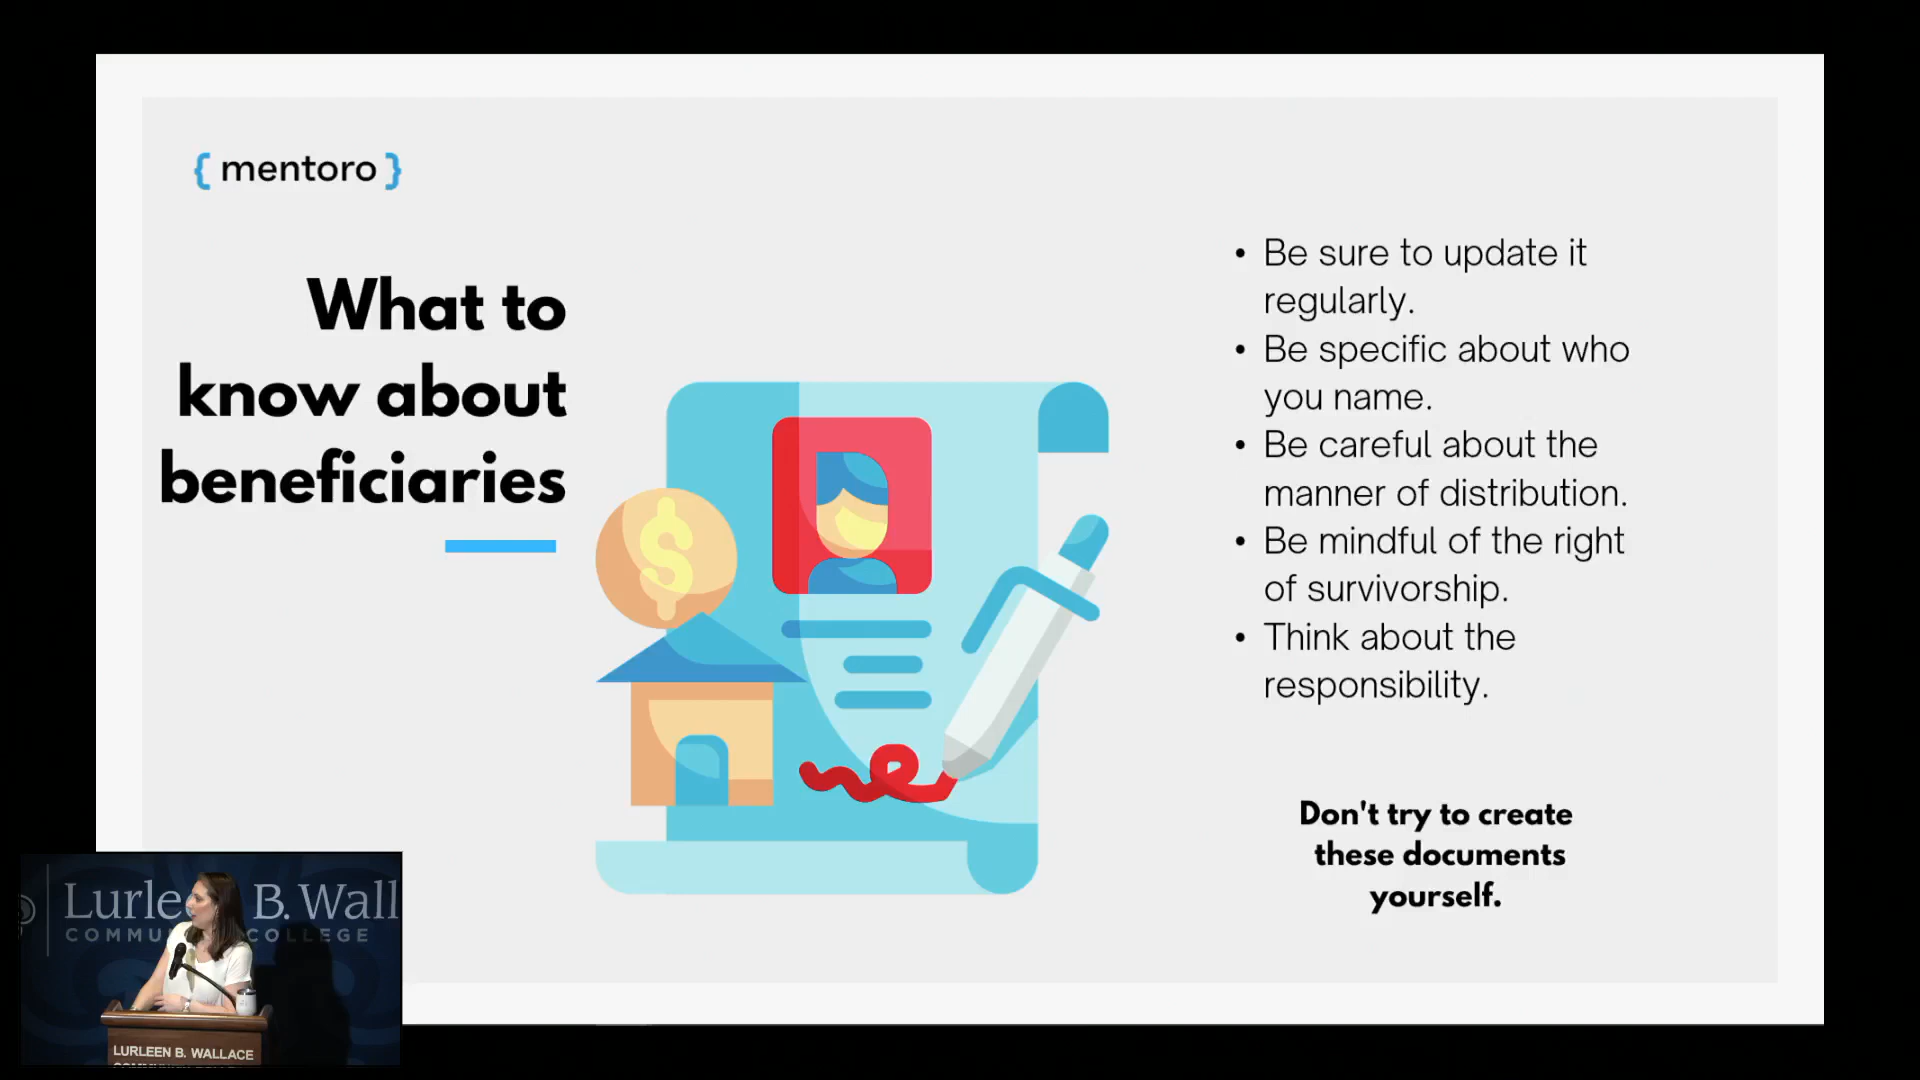 { mentoro }
What to
know about
beneficiaries
• Be sure to update it
regularly.
• Be specific about who
you name.
• Be careful about the
manner of distribution.
• Be mindful of the right
of survivorship.
• Think about the
responsibility.
Don't try to create
these documents
yourself.
B. Wall
COLLEGE
LURLEEN B. WALLACE